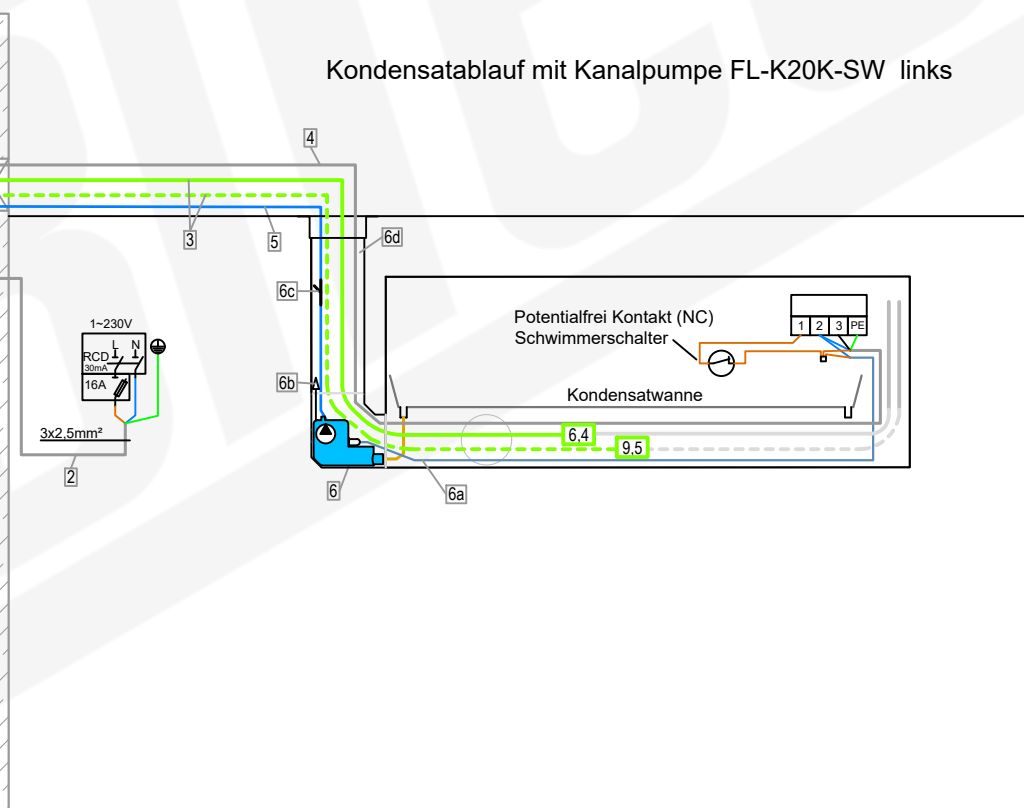 Kondensatablauf mit Kanalpumpe FL-K20K-SW links
4
3
5
6d
6c
1~230V
L N
RCD
30mA
16A
3x2,5mm²
2
Potentialfrei Kontakt (NC)
Schwimmerschalter
1 2 3 PE
6b
Kondensatwanne
6,4
9,5
6
6a